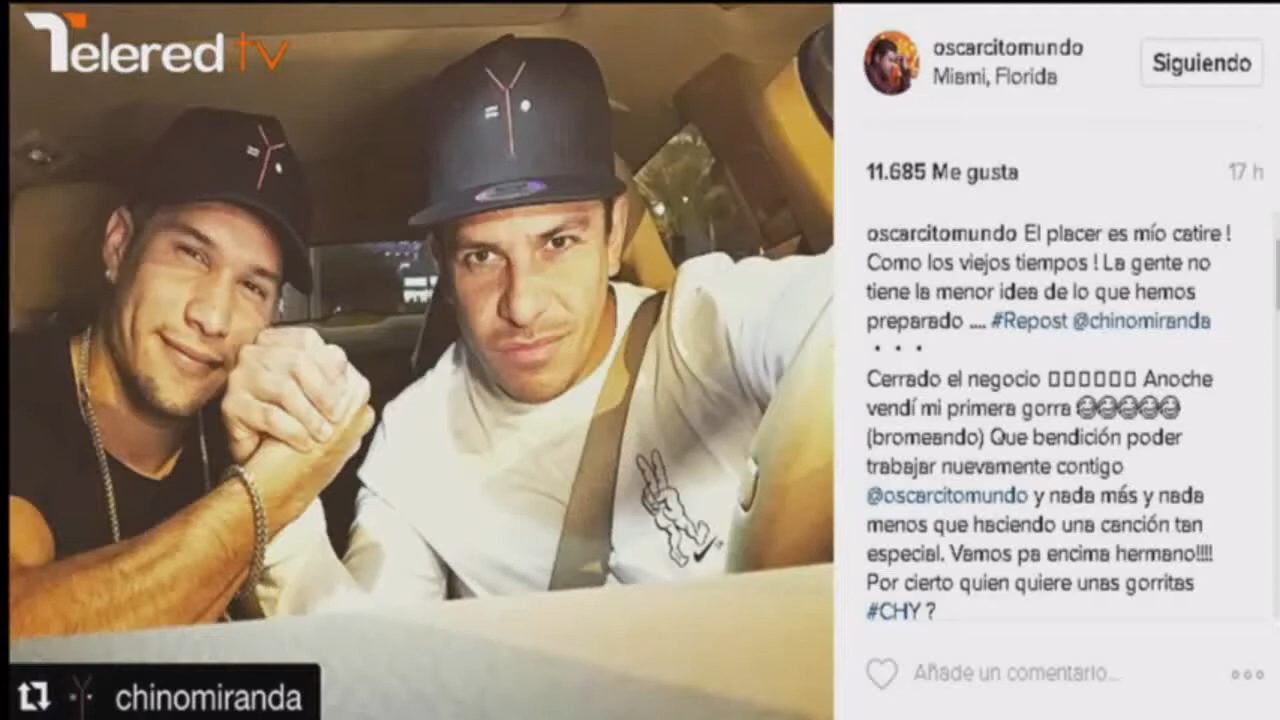 Telered tv
oscarcitomundo
Miami, Florida
Siguiendo
11.685 Me gusta
17 h
oscarcitomundo El placer es mío catire !
Como los viejos tiempos ! La gente no
tiene la menor idea de lo que hemos
preparado .... #Repost @chinomiranda
• • •
Cerrado el negocio ▯▯▯▯▯▯ Anoche
vendí mi primera gorra 😂😂😂😂😂
(bromeando) Que bendición poder
trabajar nuevamente contigo
@oscarcitomundo y nada más y nada
menos que haciendo una canción tan
especial. Vamos pa encima hermano!!!!
Por cierto quien quiere unas gorritas
#CHY ?
Añade un comentario...
chinomiranda